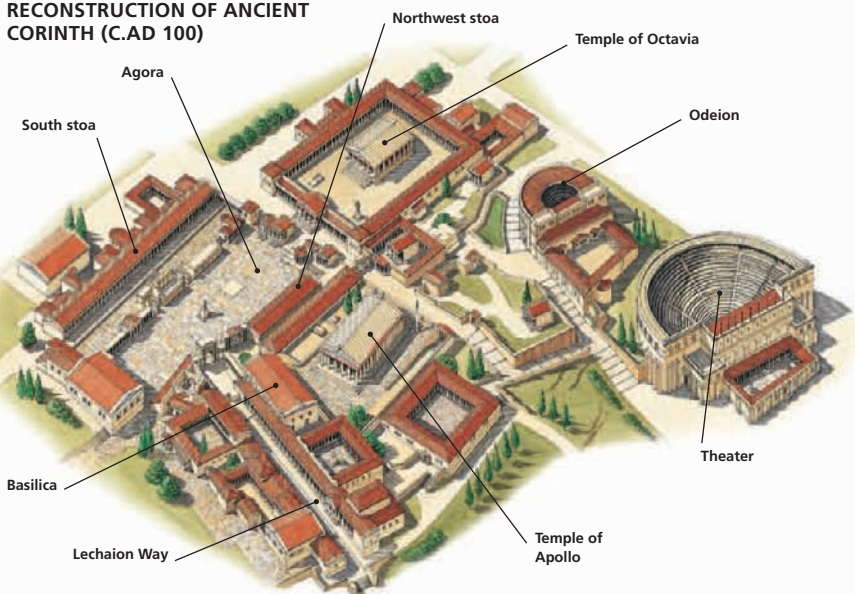 RECONSTRUCTION OF ANCIENT
CORINTH (C.AD 100)
Northwest stoa
Temple of Octavia
Agora
Odeion
South stoa
Theater
Basilica
Temple of
Apollo
Lechaion Way